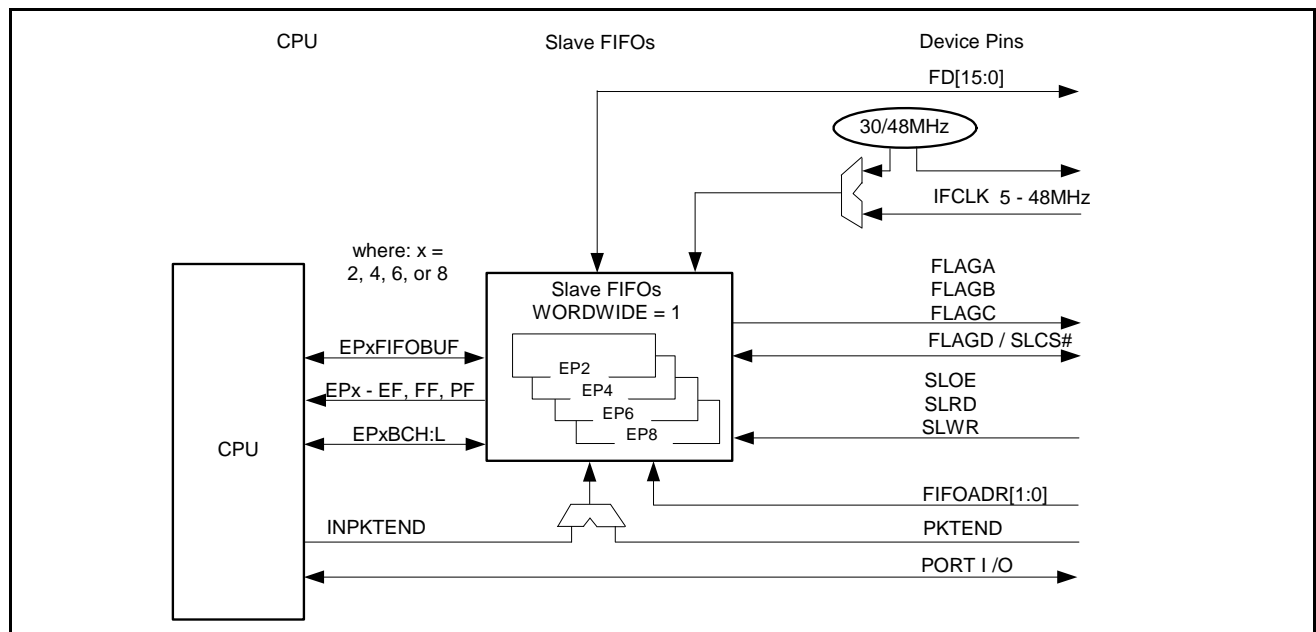 CPU
Slave FIFOs
Device Pins
FD[15:0]
30/48MHz
IFCLK 5 - 48MHz
where: x =
2, 4, 6, or 8
Slave FIFOs
WORDWIDE = 1
FLAGA
FLAGB
FLAGC
FLAGD / SLCS#
EPxFIFOBUF
EP2
EPx - EF, FF, PF
EP4
SLOE
EP6
SLRD
EPxBCH:L
EP8
SLWR
CPU
FIFOADR[1:0]
INPKTEND
PKTEND
PORT I /O